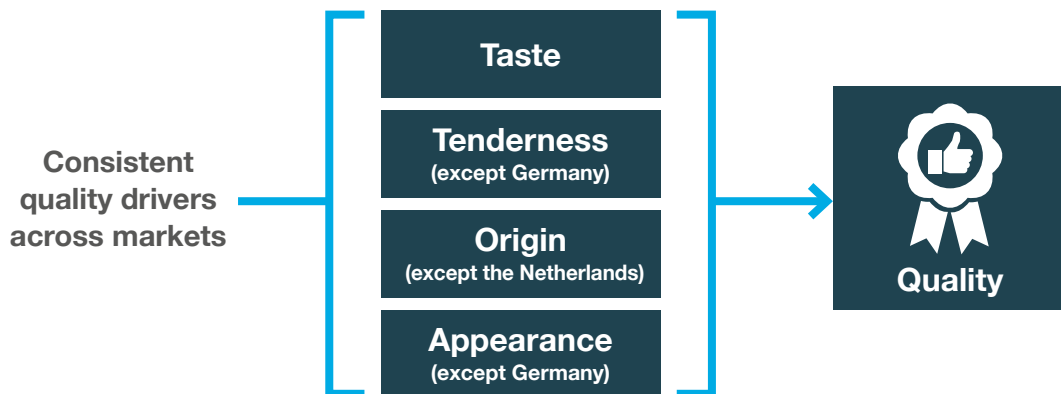 Consistent
quality drivers
across markets
Taste
Tenderness
(except Germany)
Origin
(except the Netherlands)
Appearance
(except Germany)
Quality